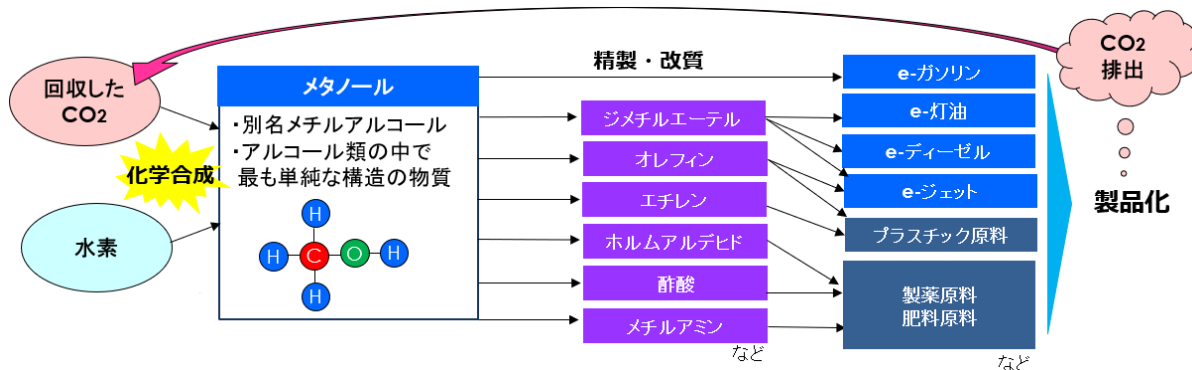 回収した
CO2
化学合成
水素
メタノール
・別名メチルアルコール
・アルコール類の中で
最も単純な構造の物質
H
H
C
O
H
H
精製・改質
ジメチルエーテル
オレフィン
エチレン
ホルムアルデヒド
酢酸
メチルアミン
など
e-ガソリン
e-灯油
e-ディーゼル
e-ジェット
プラスチック原料
製薬原料
肥料原料
など
CO2
排出
製品化